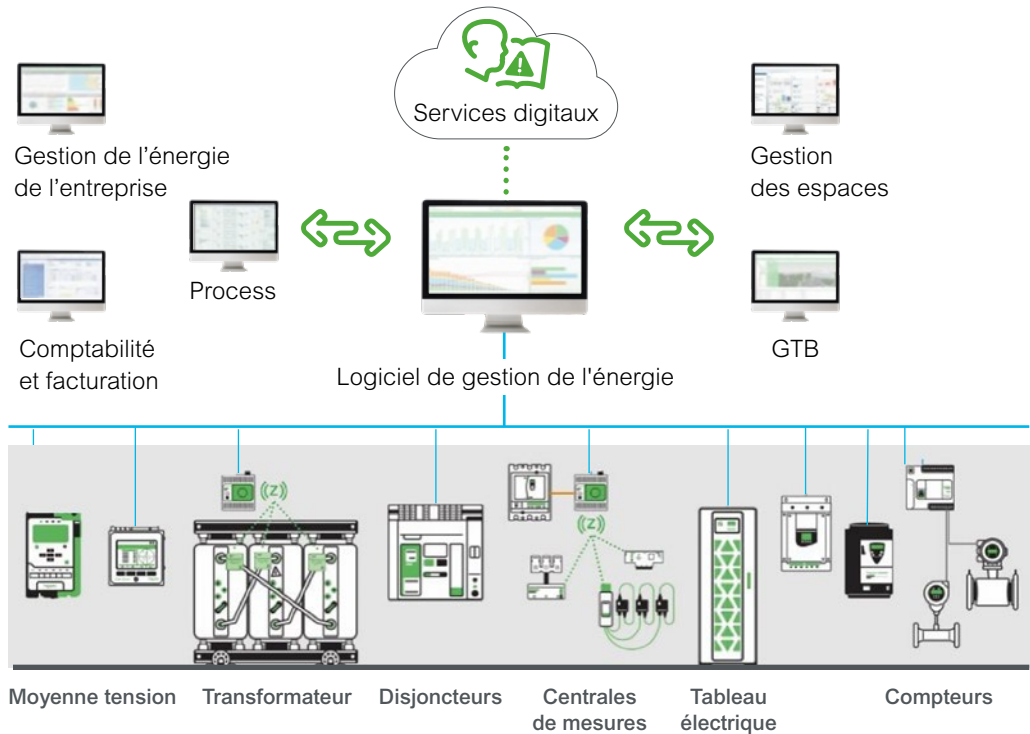 Services digitaux
Gestion de l’énergie
de l’entreprise
Gestion
des espaces
Process
Comptabilité
et facturation
GTB
Logiciel de gestion de l'énergie
((z))
((z))
Moyenne tension
Transformateur
Disjoncteurs
Centrales
de mesures
Tableau
électrique
Compteurs